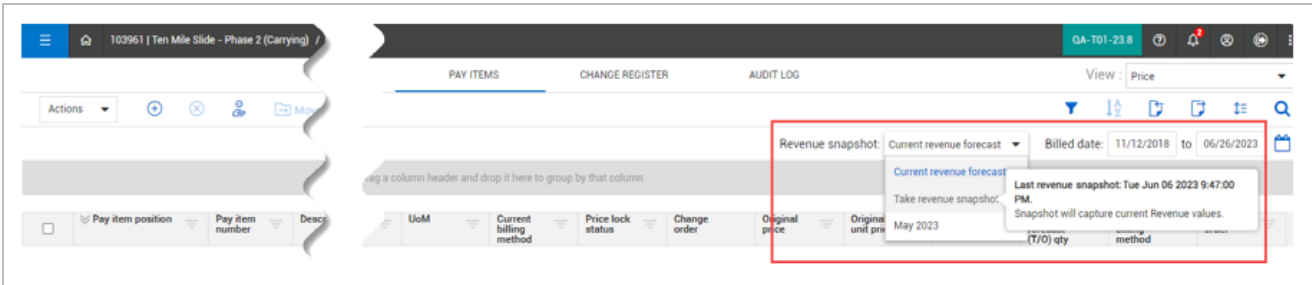 103961 | Ten Mile Slide - Phase 2 (Carrying) /
QA-T01-23.8
2
PAY ITEMS CHANGE REGISTER AUDIT LOG View : Price
Actions
Revenue snapshot: Current revenue forecast Billed date: 11/12/2018 to 06/26/2023
Current revenue forecast
Take revenue snapshot
May 2023
Last revenue snapshot: Tue Jun 06 2023 9:47:00
PM.
Snapshot will capture current Revenue values.
a column header and drop it here to group by that column
Pay item position
Pay item
number
UoM
Current
billing
method
Price lock
status
Change
order
Original
price
Original
(T/O) qty
method